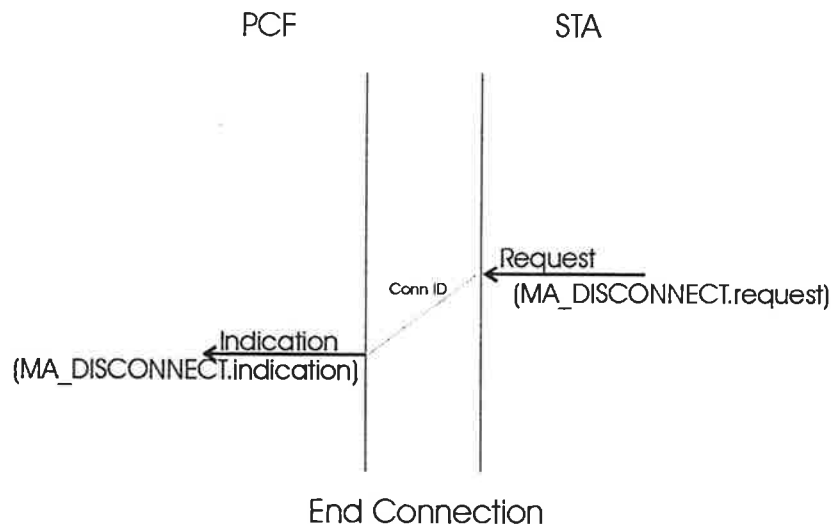 PCF STA
Request
Conn ID
(MA_DISCONNECT.request)
Indication
(MA_DISCONNECT.indication)
End Connection